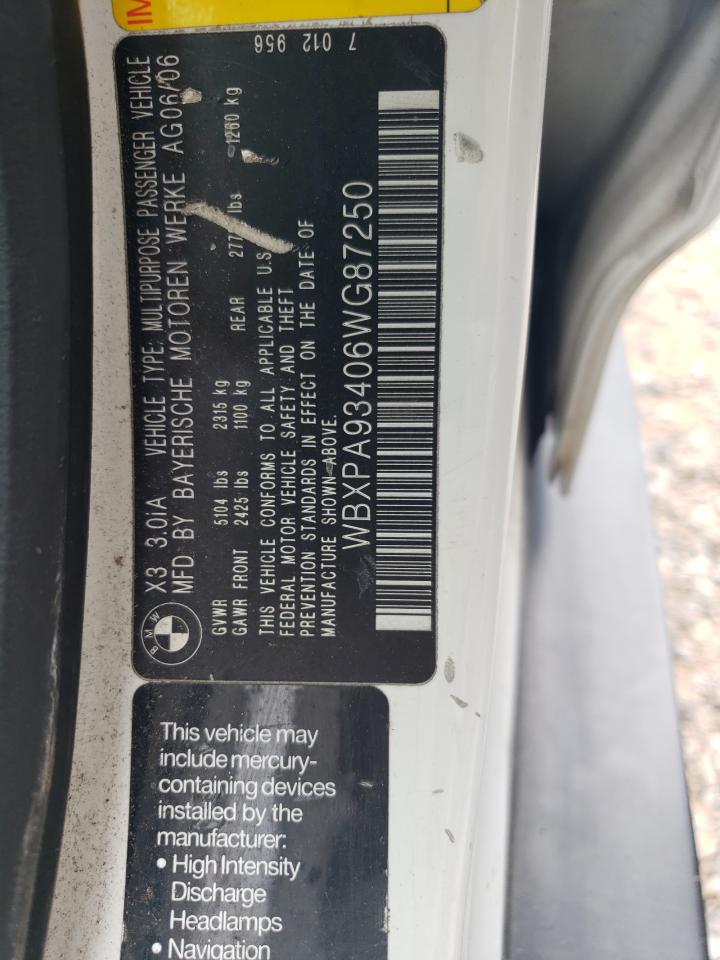 IM
7 012 956
BMW
X3 3.0IA VEHICLE TYPE: MULTIPURPOSE PASSENGER VEHICLE
MFD BY BAYERISCHE MOTOREN WERKE AG 06/06
GVWR 5104 lbs 2315 kg
GAWR FRONT 2425 lbs 1100 kg REAR lbs 1260 kg
THIS VEHICLE CONFORMS TO ALL APPLICABLE U.S
FEDERAL MOTOR VEHICLE SAFETY AND THEFT
PREVENTION STANDARDS IN EFFECT ON THE DATE OF
MANUFACTURE SHOWN ABOVE.
WBXPA93406WG87250
This vehicle may
include mercury-
containing devices
installed by the
manufacturer:
• High Intensity
Discharge
Headlamps
• Navigation